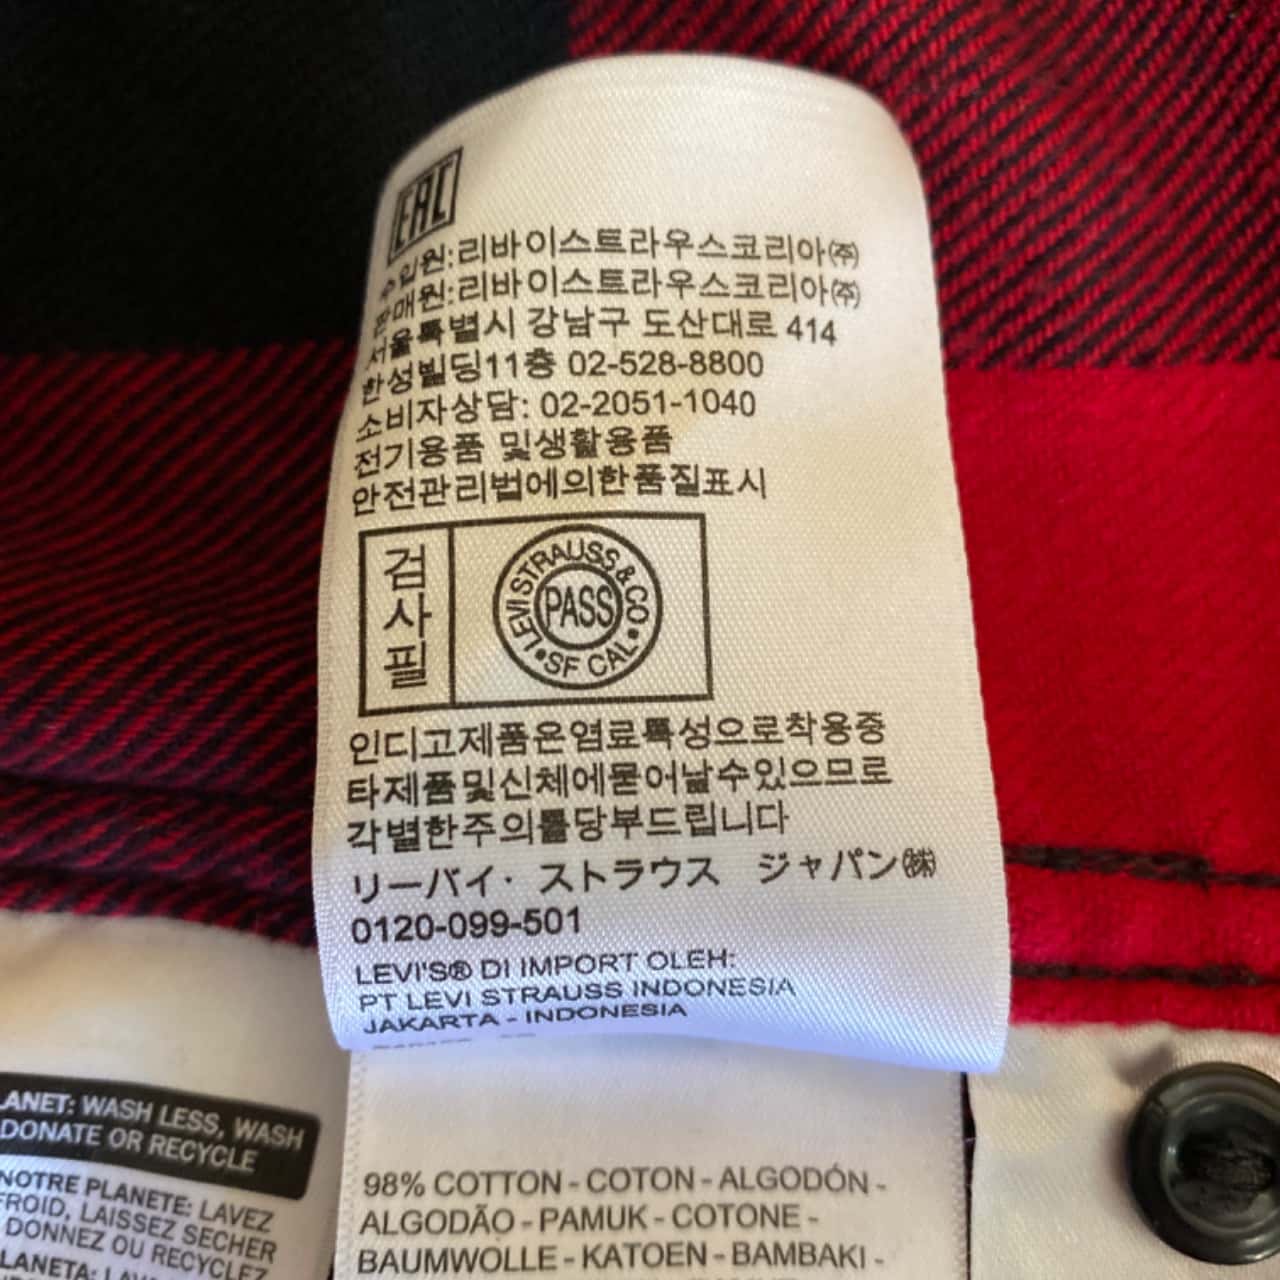 EAC
수입원:리바이스트라우스코리아㈜
판매원:리바이스트라우스코리아㈜
서울특별시 강남구 도산대로 414
한성빌딩11층 02-528-8800
소비자상담: 02-2051-1040
전기용품 및생활용품
안전관리법에의한품질표시
검사필
LEVI STRAUSS & CO • SF CAL •
PASS
인디고제품은염료특성으로착용중
타제품및신체에묻어날수있으므로
각별한주의를당부드립니다
リーバイ・ストラウス ジャパン㈱
0120-099-501
LEVI'S® DI IMPORT OLEH:
PT LEVI STRAUSS INDONESIA
JAKARTA - INDONESIA
LANET: WASH LESS, WASH
DONATE OR RECYCLE
NOTRE PLANETE: LAVEZ
FROID, LAISSEZ SECHER
DONNEZ OU RECYCLEZ
LANETA:
98% COTTON - COTON - ALGODÓN -
ALGODÃO - PAMUK - COTONE -
BAUMWOLLE - KATOEN - BAMBAKI -